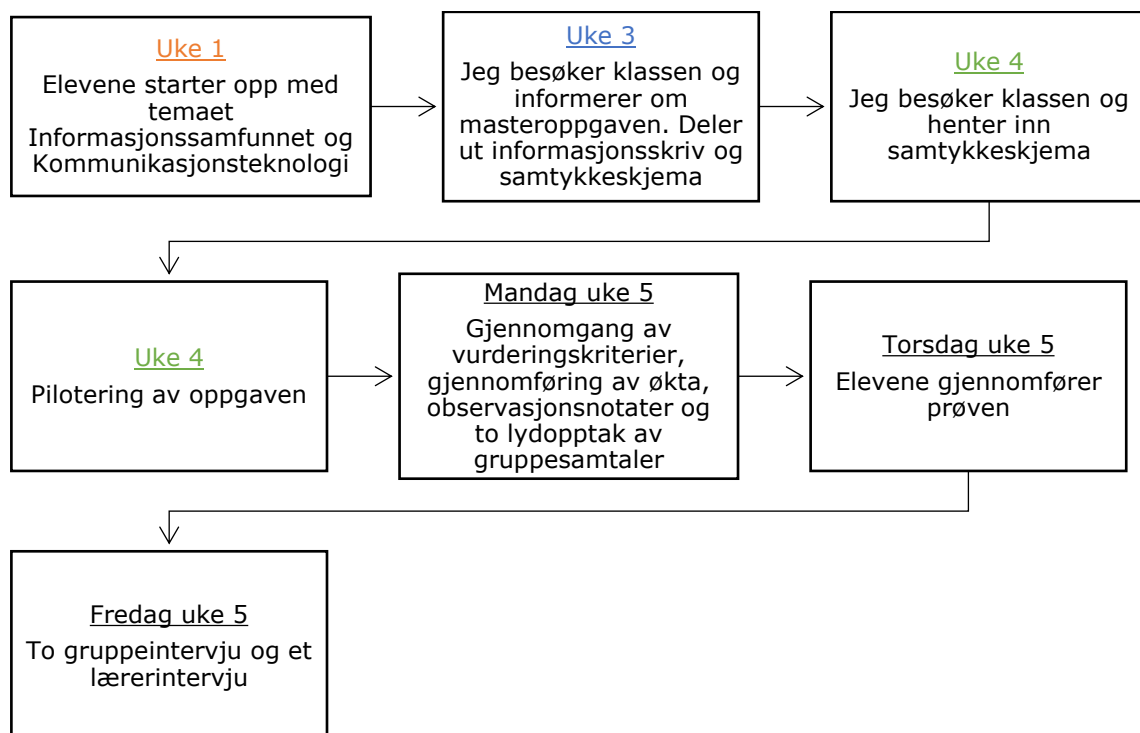 Uke 1
Elevene starter opp med
temaet
Informasjonssamfunnet og
Kommunikasjonsteknologi
Uke 3
Jeg besøker klassen og
informerer om
masteroppgaven. Deler
ut informasjonsskriv og
samtykkeskjema
Uke 4
Jeg besøker klassen og
henter inn
samtykkeskjema
Uke 4
Pilotering av oppgaven
Mandag uke 5
Gjennomgang av
vurderingskriterier,
gjennomføring av økta,
observasjonsnotater og
to lydopptak av
gruppesamtaler
Torsdag uke 5
Elevene gjennomfører
prøven
Fredag uke 5
To gruppeintervju og et
lærerintervju